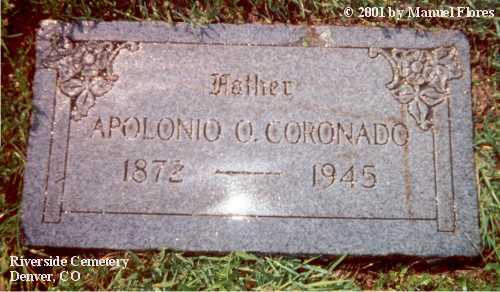 © 2001 by Manuel Flores
Father
APOLONIO O. CORONADO
1872 — 1945
Riverside Cemetery
Denver, CO